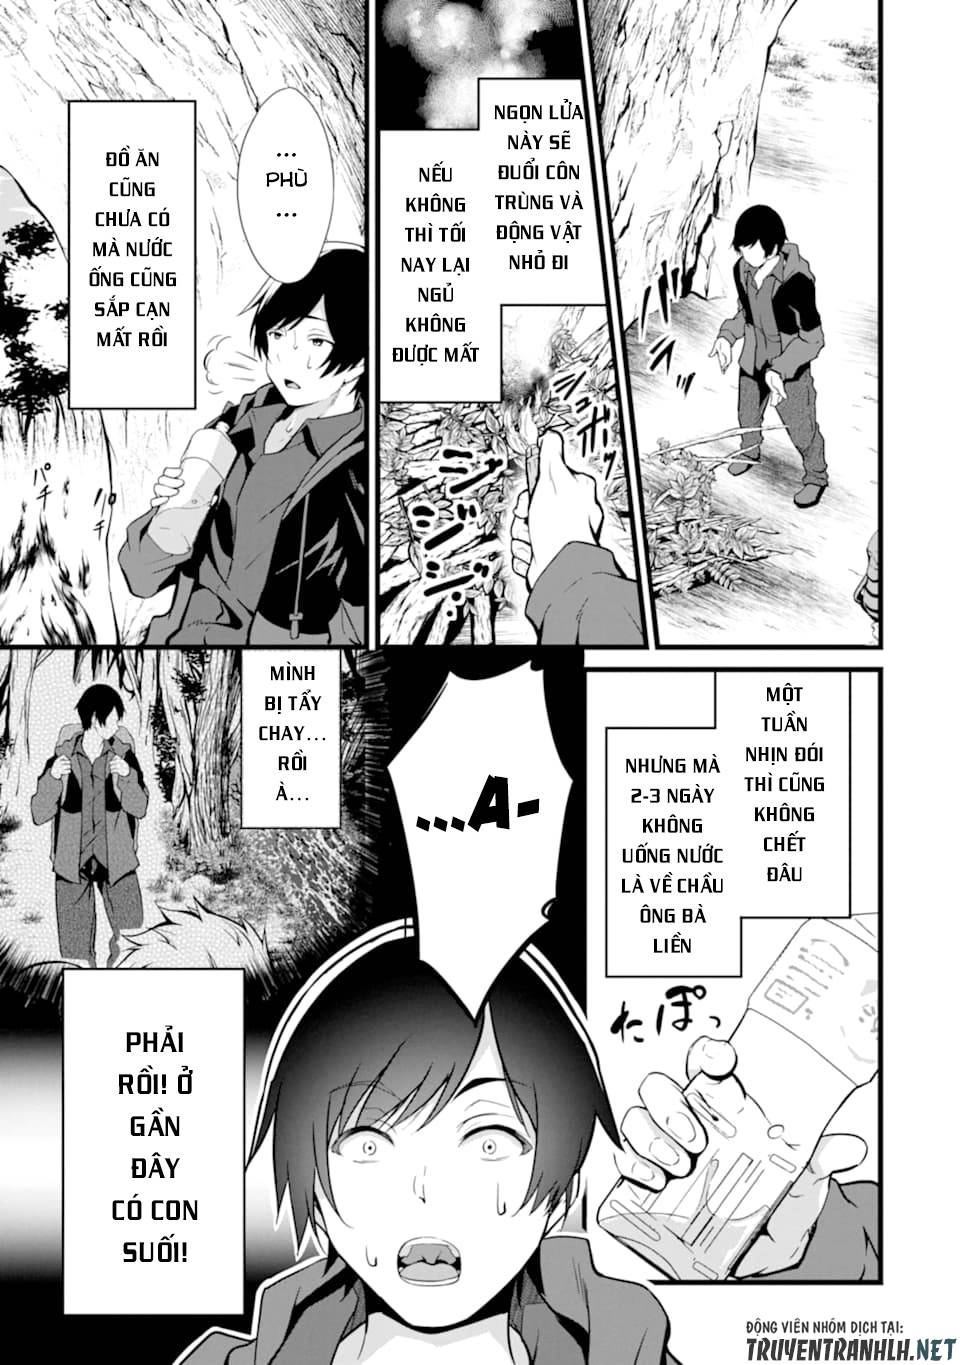 NGỌN LỬA
NÀY SẼ
ĐUỔI CÔN
TRÙNG VÀ
ĐỘNG VẬT
NHỎ ĐI
NẾU
KHÔNG
THÌ TỐI
NAY LẠI
NGỦ
KHÔNG
ĐƯỢC MẤT
...
PHÙ
...
ĐỒ ĂN
CŨNG
CHƯA CÓ
MÀ NƯỚC
ỐNG CŨNG
SẮP CẠN
MẤT RỒI
パチ
パチ
MỘT
TUẦN
NHỊN ĐÓI
THÌ CŨNG
KHÔNG
CHẾT
ĐÂU
NHƯNG MÀ
2-3 NGÀY
KHÔNG
UỐNG NƯỚC
LÀ VỀ CHẦU
ÔNG BÀ
LIỀN
たぽっ
...A-
MÌNH
BỊ TẨY
CHAY...
RỒI
À...
PHẢI
RỒI! Ở
GẦN
ĐÂY
CÓ CON
SUỐI!
ĐỘNG VIÊN NHÓM DỊCH TẠI:
TRUYENTRANHLH.NET